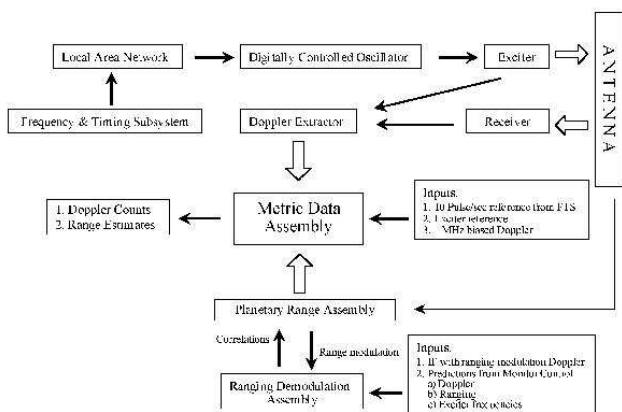 Local Area Network
Digitally Controlled Oscillator
Exciter
ANTENNA
Frequency & Timing Subsystem
Doppler Extractor
Receiver
1. Doppler Counts
2. Range Estimates
Metric Data
Assembly
Inputs.
1. 10 Pulse/sec reference from FTS
2. Exciter reference
3. MHz biased Doppler
Planetary Range Assembly
Correlations
Range modulation
Ranging Demodulation
Assembly
Inputs:
1. IF with ranging modulation Doppler
2. Predictions from Monitor Control
a) Doppler
b) Ranging
c) Exciter frequencies